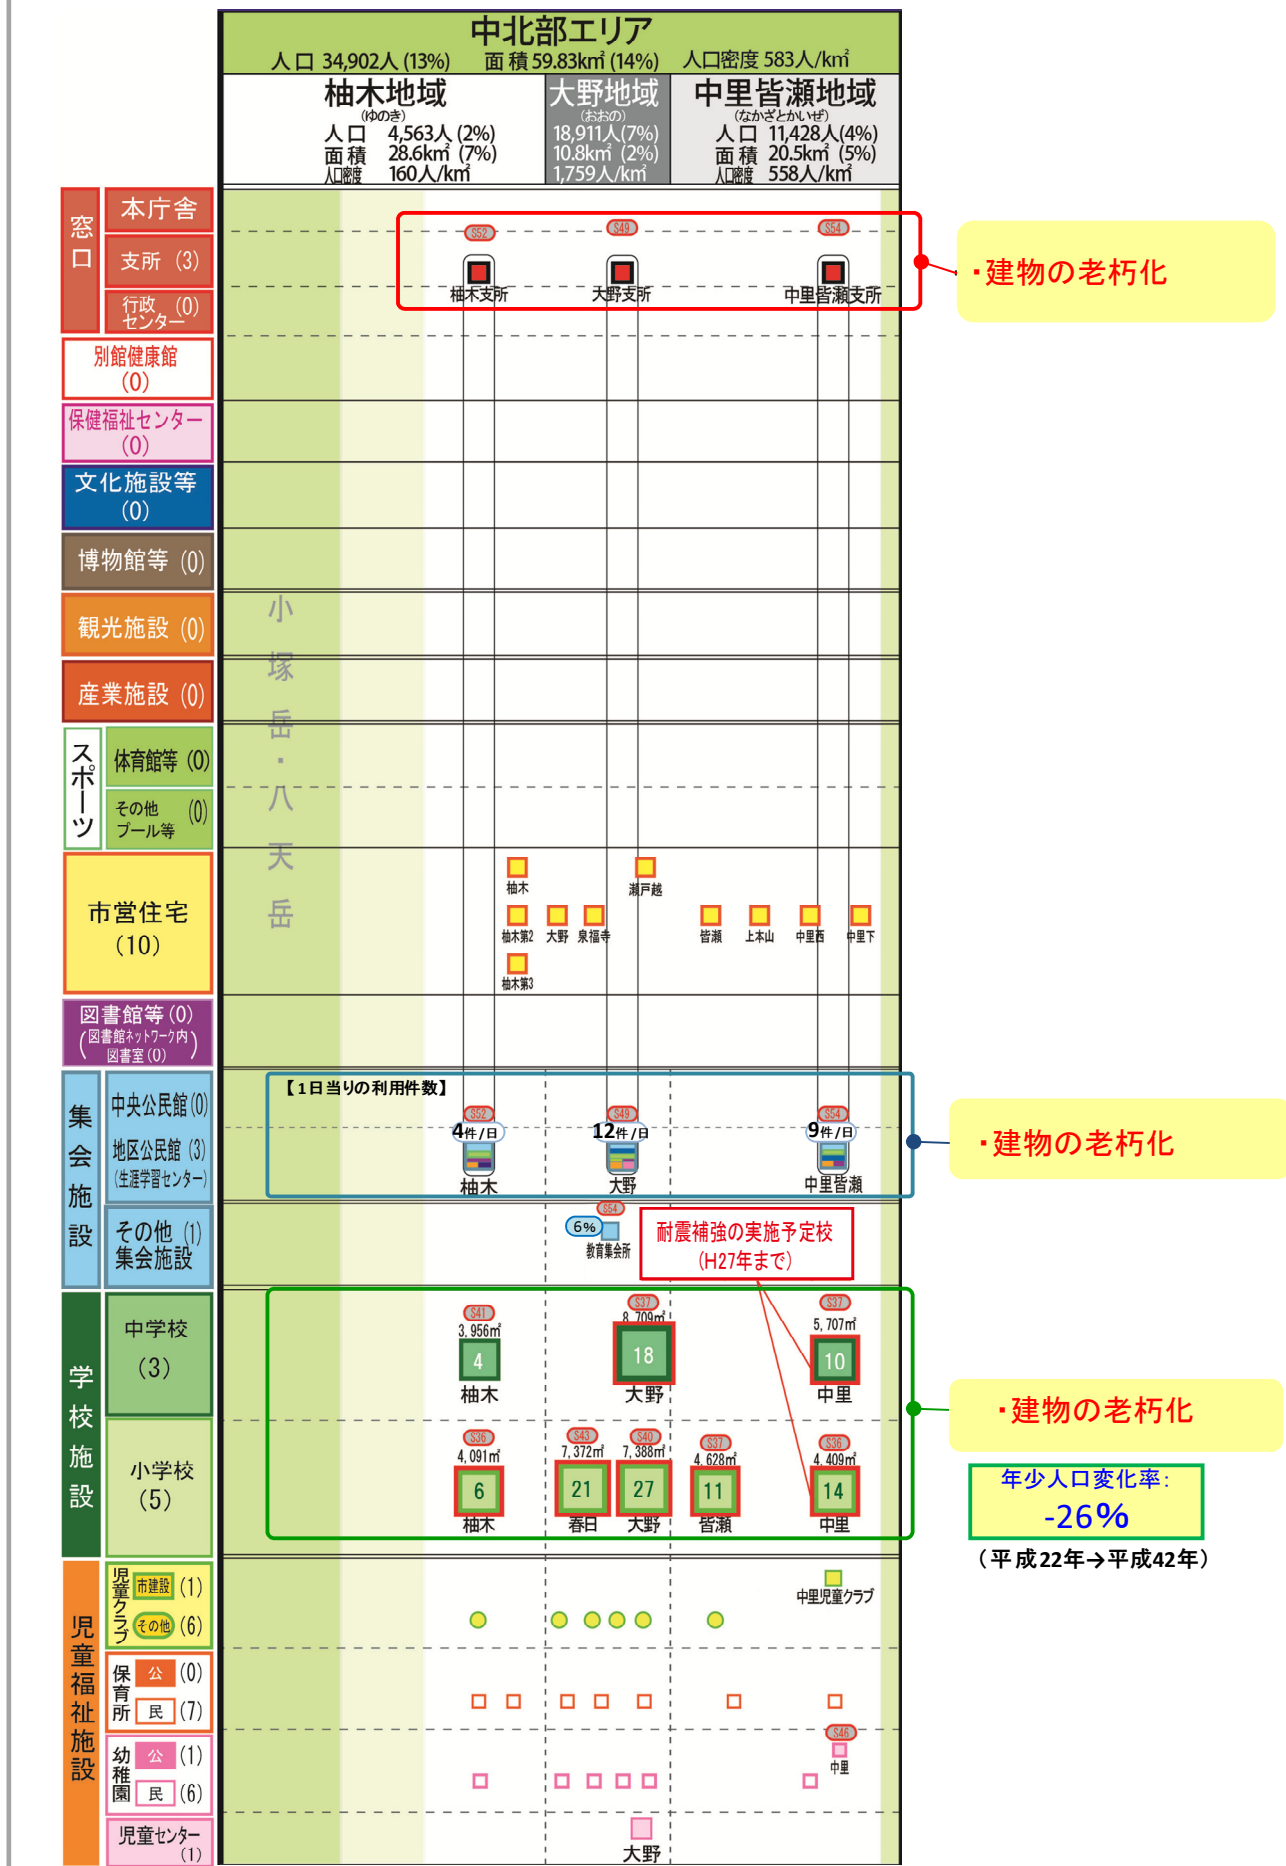 中北部エリア
人口 34,902人 (13%) 面積 59.83k㎡ (14%) 人口密度 583人/k㎡
柚木地域
(ゆのき)
人口 4,563人 (2%)
面積 28.6k㎡ (7%)
人口密度 160人/k㎡
大野地域
(おおの)
18,911人(7%)
10.8k㎡ (2%)
1,759人/k㎡
中里皆瀬地域
(なかざとかいぜ)
人口 11,428人(4%)
面積 20.5k㎡ (5%)
人口密度 558人/k㎡
窓口
本庁舎
支所 (3)
行政センター (0)
S52
S49
S54
柚木支所
大野支所
中里皆瀬支所
・建物の老朽化
別館健康館
(0)
保健福祉センター
(0)
文化施設等
(0)
博物館等 (0)
観光施設 (0)
産業施設 (0)
小塚岳・八天岳
スポーツ
体育館等 (0)
その他
プール等 (0)
市営住宅
(10)
柚木
瀬戸越
柚木第2
大野
泉福寺
皆瀬
上本山
中里西
中里下
柚木第3
図書館等(0)
(図書館ネットワーク内
図書室(0))
集会施設
中央公民館(0)
地区公民館(3)
(生涯学習センター)
【1日当りの利用件数】
S52
S49
S54
4件/日
12件/日
9件/日
柚木
大野
中里皆瀬
・建物の老朽化
その他 (1)
集会施設
S54
6%
教育集会所
耐震補強の実施予定校
(H27年まで)
学校施設
中学校
(3)
S41
3,956㎡
4
柚木
S37
8,709㎡
18
大野
S37
5,707㎡
10
中里
・建物の老朽化
小学校
(5)
S36
4,091㎡
6
柚木
S43
7,372㎡
21
春日
S40
7,388㎡
27
大野
S37
4,628㎡
11
皆瀬
S36
4,409㎡
14
中里
年少人口変化率:
-26%
(平成22年→平成42年)
児童福祉施設
児童クラブ
市建設 (1)
その他 (6)
中里児童クラブ
保育所
公 (0)
民 (7)
幼稚園
公 (1)
民 (6)
S46
中里
児童センター
(1)
大野